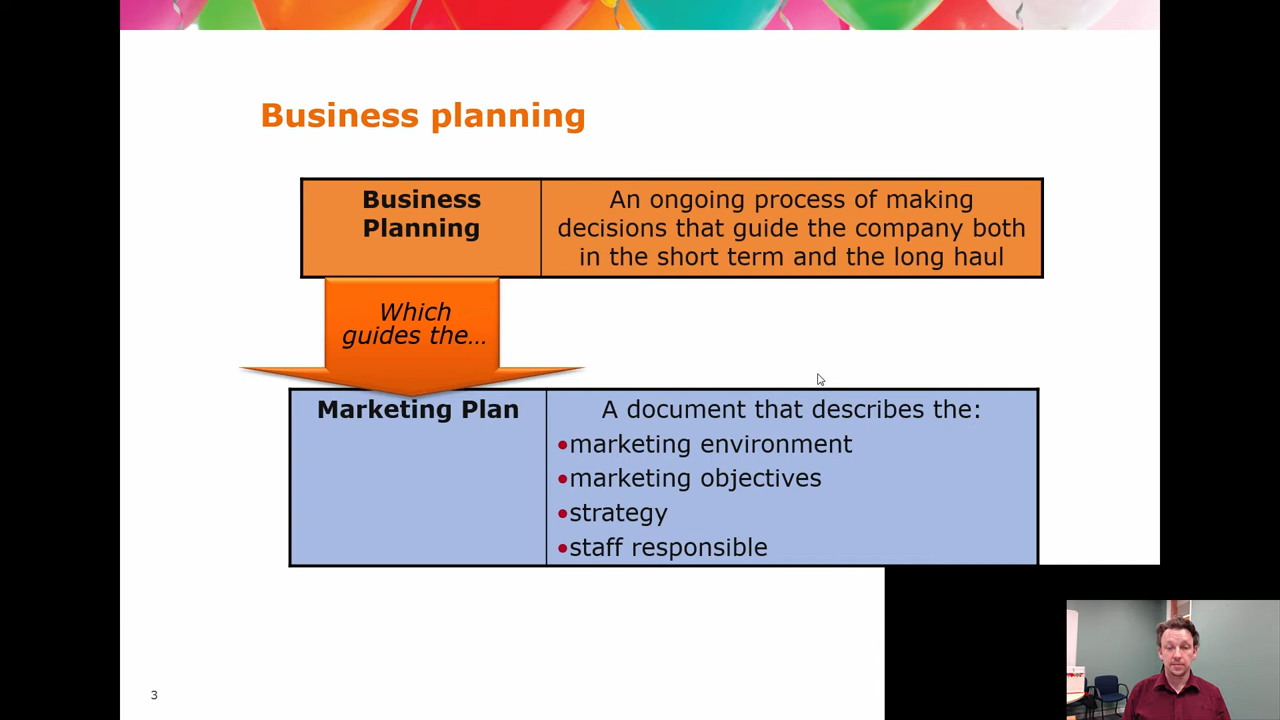 Business planning
Business
Planning
An ongoing process of making
decisions that guide the company both
in the short term and the long haul
Which
guides the...
Marketing Plan
A document that describes the:
•marketing environment
•marketing objectives
•strategy
•staff responsible
3